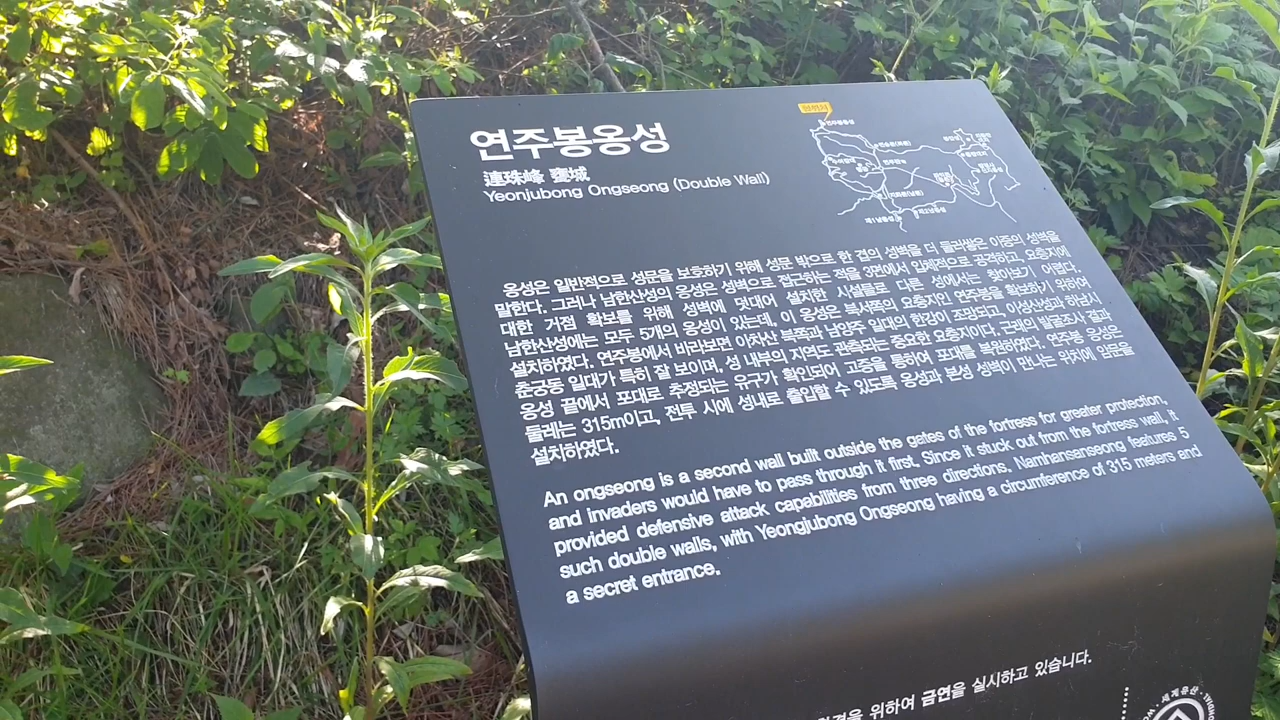 연주봉옹성
連珠峰 甕城
Yeonjubong Ongseong (Double Wall)
현위치
옹성은 일반적으로 성문을 보호하기 위해 성문 밖으로 한 겹의 성벽을 더 둘러쌓은 이중의 성벽을
말한다. 그러나 남한산성의 옹성은 성벽으로 접근하는 적을 3면에서 입체적으로 공격하고, 요충지에
대한 거점 확보를 위해 성벽에 덧대어 설치한 시설물로 다른 성에서는 찾아보기 어렵다.
남한산성에는 모두 5개의 옹성이 있는데, 이 옹성은 북서쪽의 요충지인 연주봉을 확보하기 위하여
설치하였다. 연주봉에서 바라보면 아차산 북쪽과 남양주 일대의 한강이 조망되고, 이성산성과 하남시
춘궁동 일대가 특히 잘 보이며, 성 내부의 지역도 관측되는 중요한 요충지이다. 근래의 발굴조사 결과
옹성 끝에서 포대로 추정되는 유구가 확인되어 고증을 통하여 포대를 복원하였다. 연주봉 옹성은
둘레는 315m이고, 전투 시에 성내로 출입할 수 있도록 옹성과 본성 성벽이 만나는 위치에 암문을
설치하였다.
An ongseong is a second wall built outside the gates of the fortress for greater protection,
and invaders would have to pass through it first. Since it stuck out from the fortress wall, it
provided defensive attack capabilities from three directions. Namhansenseong features 5
such double walls, with Yeongjubong Ongseong having a circumference of 315 meters and
a secret entrance.
위하여 금연을 실시하고 있습니다.
세계유산